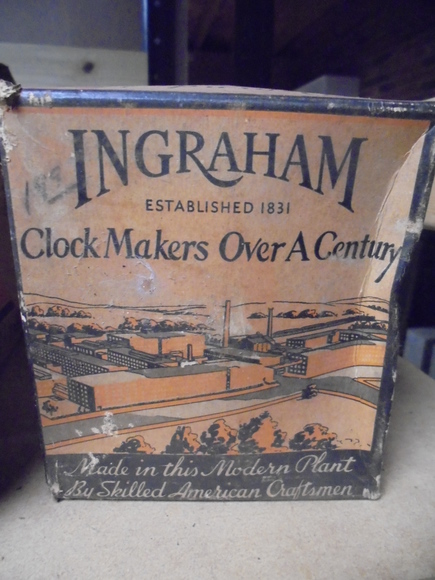 INGRAHAM
ESTABLISHED 1831
Clock Makers Over A Century
Made in this Modern Plant
By Skilled American Craftsmen